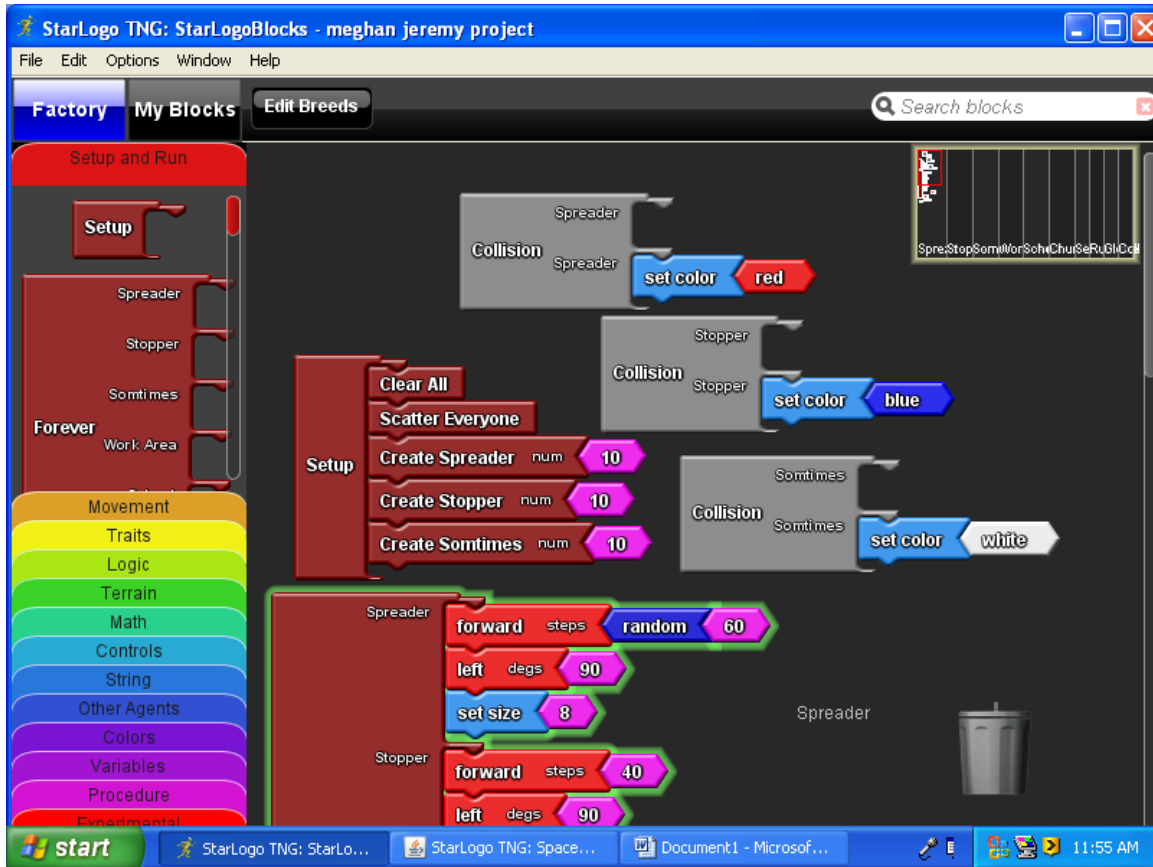 StarLogo TNG: StarLogoBlocks - meghan jeremy project
File Edit Options Window Help
Factory My Blocks Edit Breeds Search blocks
Setup and Run
Setup
Spreader
Stopper
Somtimes
Forever
Work Area
Movement
Traits
Logic
Terrain
Math
Controls
String
Other Agents
Colors
Variables
Procedure
Experimental
Spreader
Collision
Spreader
set color red
Stopper
Collision
Stopper
set color blue
Somtimes
Collision
Somtimes
set color white
Setup
Clear All
Scatter Everyone
Create Spreader num 10
Create Stopper num 10
Create Somtimes num 10
Spreader
forward steps random 60
left degs 90
set size 8
Stopper
forward steps 40
left degs 90
Spreader
start StarLogo TNG: StarLo... StarLogo TNG: Space... Document1 - Microsof... 11:55 AM